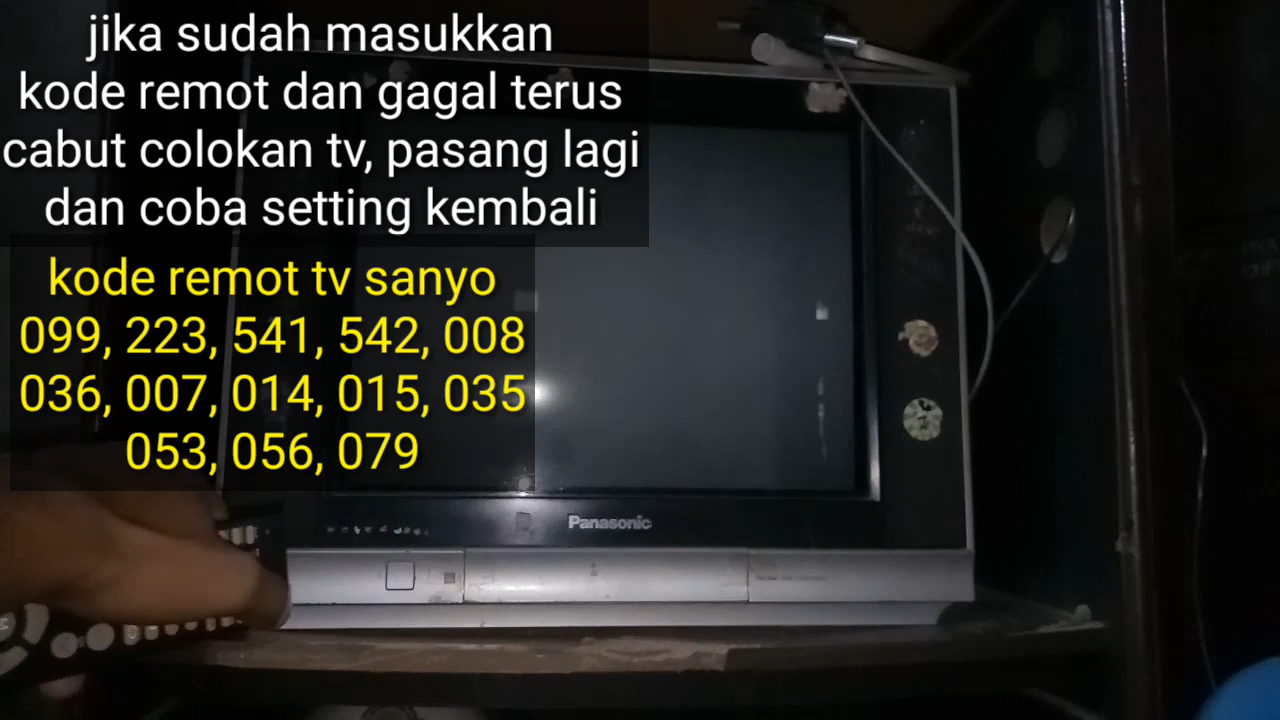 jika sudah masukkan
kode remot dan gagal terus
cabut colokan tv, pasang lagi
dan coba setting kembali
kode remot tv sanyo
099, 223, 541, 542, 008
036, 007, 014, 015, 035
053, 056, 079
Panasonic